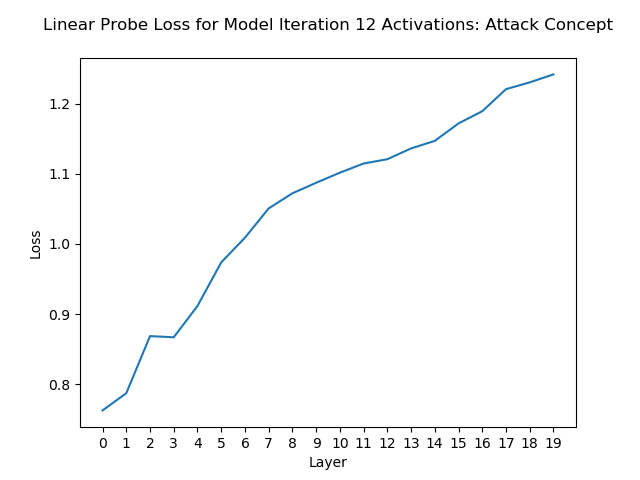 Linear Probe Loss for Model Iteration 12 Activations: Attack Concept
1.2
1.1
1.0
0.9
0.8
Loss
0 1 2 3 4 5 6 7 8 9 10 11 12 13 14 15 16 17 18 19
Layer